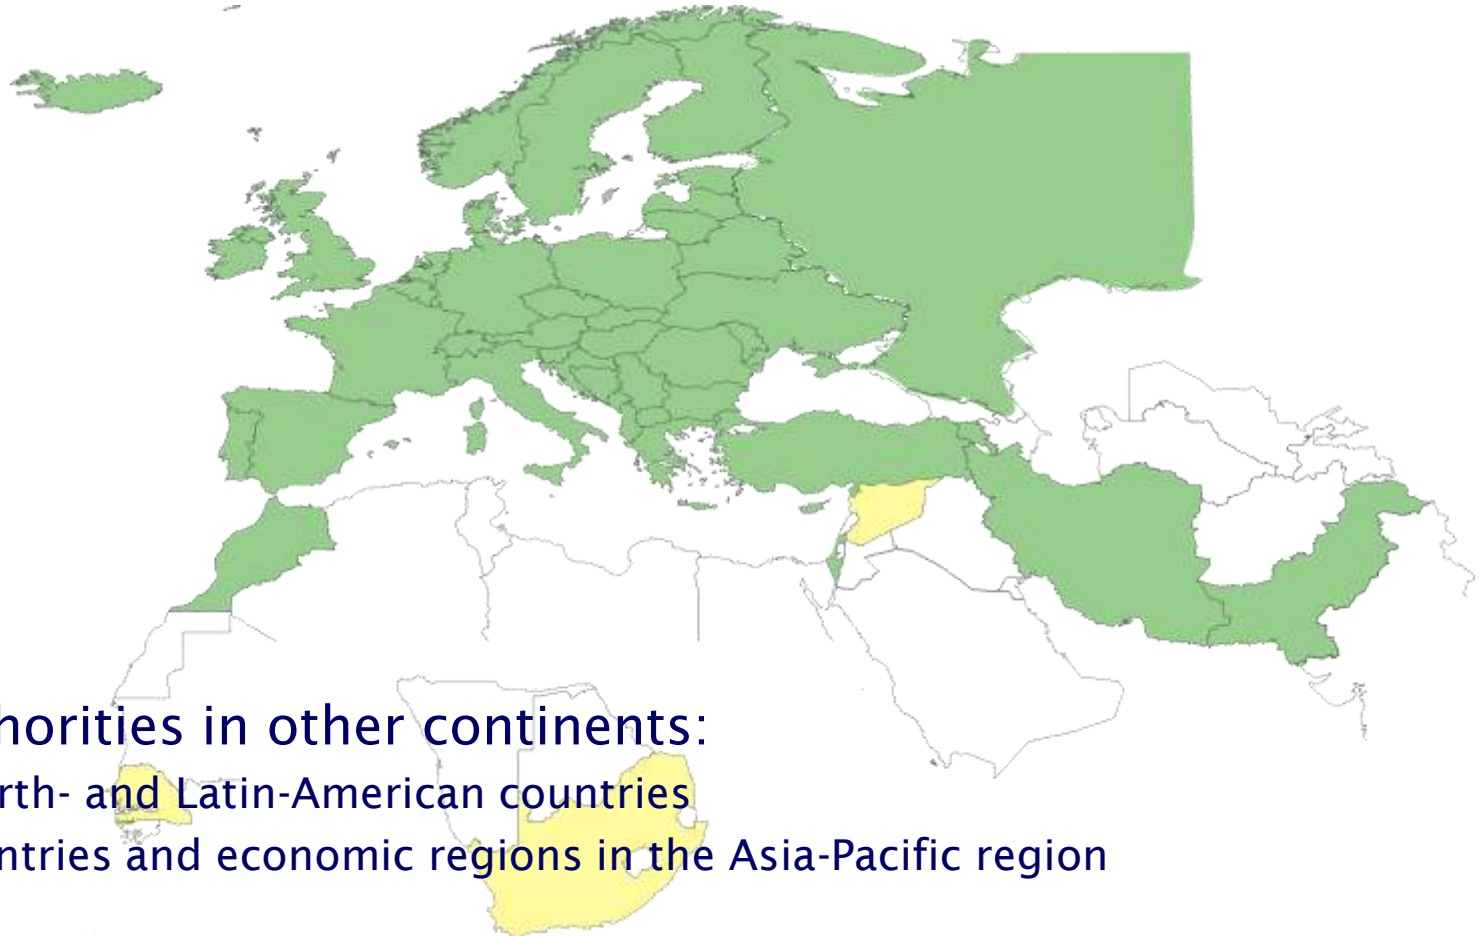 horities in other continents:
rth- and Latin-American countries
ntries and economic regions in the Asia-Pacific region